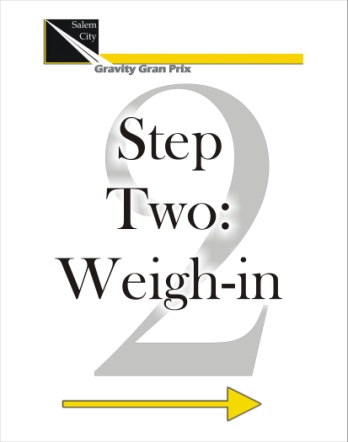 Salem
City
Gravity Gran Prix
2
Step
Two:
Weigh-in